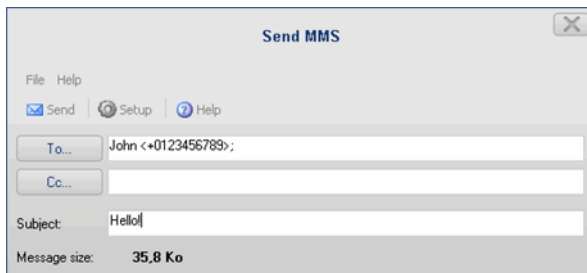 Send MMS
File Help
Send Setup Help
To... John <+0123456789>;
Cc...
Subject: Hello!
Message size: 35,8 Ko